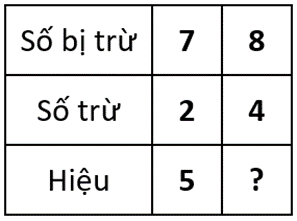 Số bị trừ 7 8
Số trừ 2 4
Hiệu 5 ?